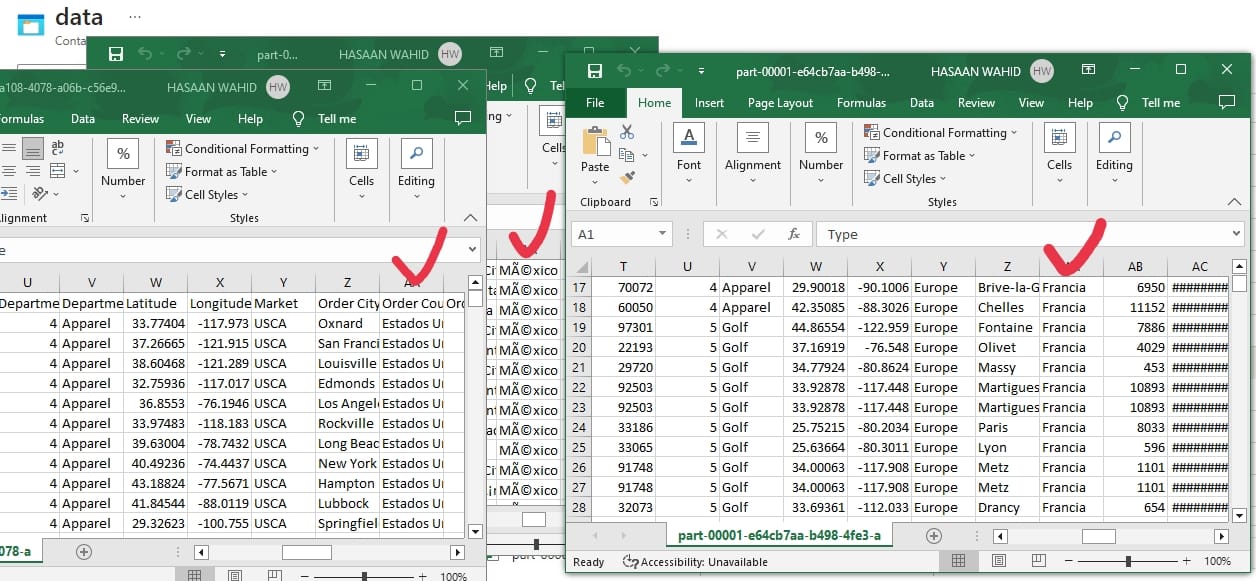 data ...
Conta
part-0... HASAAN WAHID HW
a108-4078-a06b-c56e9... HASAAN WAHID HW
Data Review View Help Tell me
Number
Conditional Formatting
Format as Table
Cell Styles
Cells
Editing
Styles
U V W X Y Z
Departme Departme Latitude Longitude Market Order City Order Cou
4 Apparel 33.77404 -117.973 USCA Oxnard Estados U
4 Apparel 37.26665 -121.915 USCA San Franci Estados U
4 Apparel 38.60468 -121.289 USCA Louisville Estados U
4 Apparel 32.75936 -117.017 USCA Edmonds Estados U
4 Apparel 36.8553 -76.1946 USCA Los Angel Estados U
4 Apparel 33.97483 -118.183 USCA Rockville Estados U
4 Apparel 39.63004 -78.7432 USCA Long Beac Estados U
4 Apparel 40.49236 -74.4437 USCA New York Estados U
4 Apparel 43.18824 -77.5671 USCA Hampton Estados U
4 Apparel 41.84544 -88.0119 USCA Lubbock Estados U
4 Apparel 29.32623 -100.755 USCA Springfiel Estados U
078-a
100%
Help Tel
Cells
MÃ©xico
MÃ©xico
MÃ©xico
MÃ©xico
MÃ©xico
MÃ©xico
MÃ©xico
MÃ©xico
MÃ©xico
MÃ©xico
MÃ©xico
MÃ©xico
part-00001-e64cb7aa-b498-... HASAAN WAHID HW
File Home Insert Page Layout Formulas Data Review View Help Tell me
Paste
Clipboard
Font
Alignment
Number
Conditional Formatting
Format as Table
Cell Styles
Styles
Cells
Editing
A1 fx Type
T U V W X Y Z AB AC
17 70072 4 Apparel 29.90018 -90.1006 Europe Brive-la-G Francia 6950 ########
18 60050 4 Apparel 42.35085 -88.3026 Europe Chelles Francia 11152 ########
19 97301 5 Golf 44.86554 -122.959 Europe Fontaine Francia 7886 ########
20 22193 5 Golf 37.16919 -76.548 Europe Olivet Francia 4029 ########
21 29720 5 Golf 34.77924 -80.8624 Europe Massy Francia 453 ########
22 92503 5 Golf 33.92878 -117.448 Europe Martigues Francia 10893 ########
23 92503 5 Golf 33.92878 -117.448 Europe Martigues Francia 10893 ########
24 33186 5 Golf 25.75215 -80.2034 Europe Paris Francia 8033 ########
25 33065 5 Golf 25.63664 -80.3011 Europe Lyon Francia 596 ########
26 91748 5 Golf 34.00063 -117.908 Europe Metz Francia 1101 ########
27 91748 5 Golf 34.00063 -117.908 Europe Metz Francia 1101 ########
28 32073 5 Golf 33.69361 -112.033 Europe Drancy Francia 654 ########
part-00001-e64cb7aa-b498-4fe3-a
Ready Accessibility: Unavailable 100%